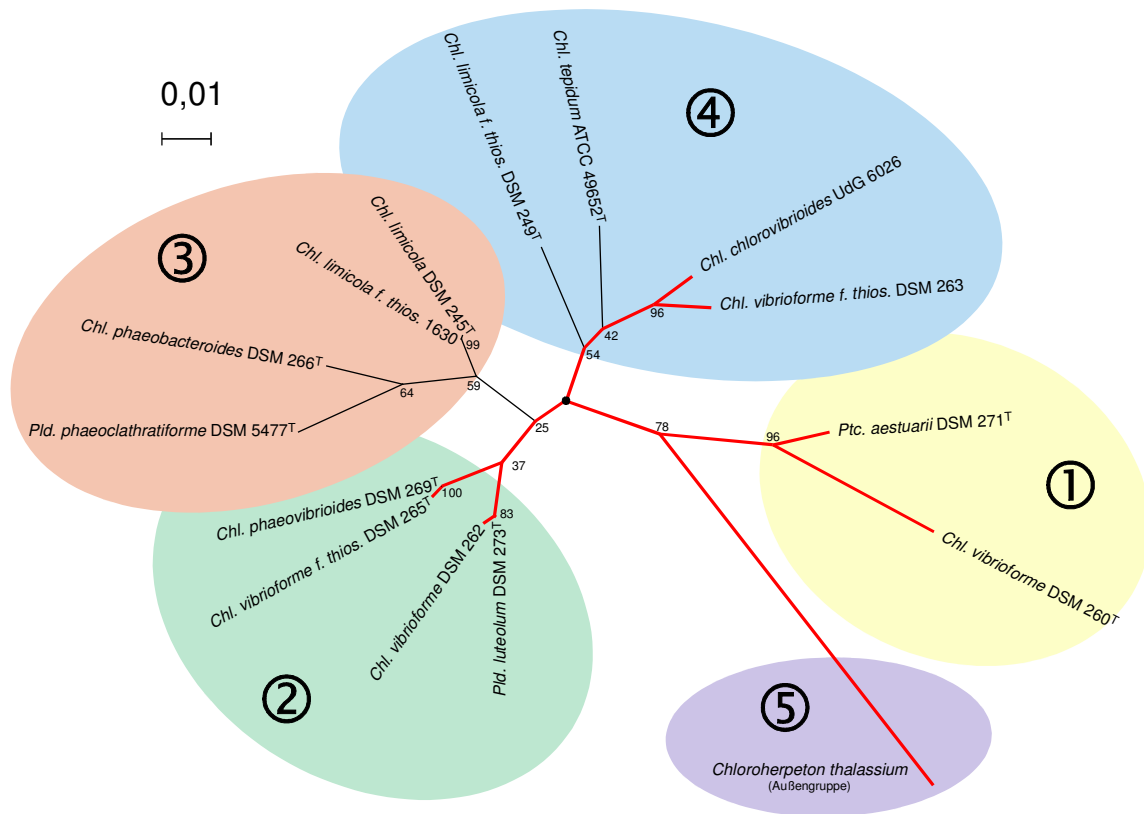 0,01
④
Chl. limicola f. thios. DSM 249T
Chl. tepidum ATCC 49652T
Chl. chlorovibrioides UdG 6026
Chl. vibrioforme f. thios. DSM 263
96
42
54
③
Chl. limicola DSM 245T
Chl. limicola f. thios. 1630
99
Chl. phaeobacteroides DSM 266T
59
64
Pld. phaeoclathratiforme DSM 5477T
25
78
96
Ptc. aestuarii DSM 271T
①
Chl. vibrioforme DSM 260T
37
Chl. phaeovibrioides DSM 269T
100
Chl. vibrioforme f. thios. DSM 265T
83
Chl. vibrioforme DSM 262
Pld. luteolum DSM 273T
②
⑤
Chloroherpeton thalassium
(Außengruppe)